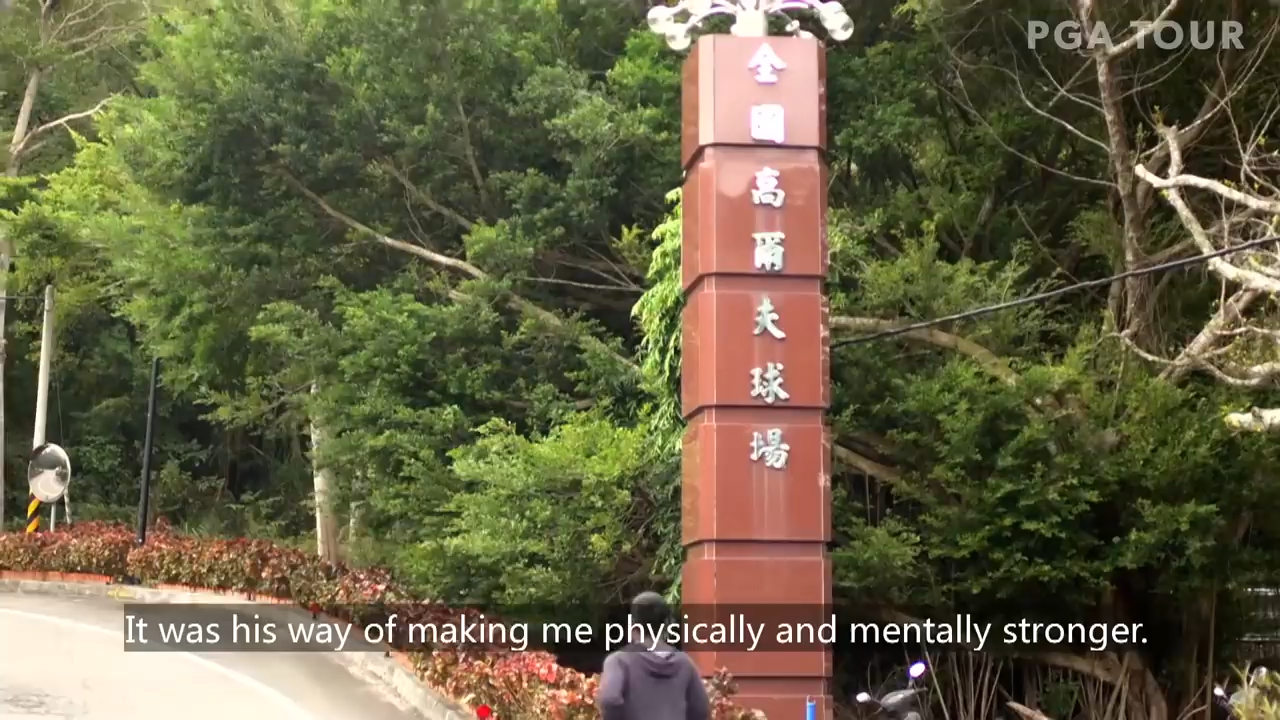 PGA TOUR
全國高爾夫球場
It was his way of making me physically and mentally stronger.